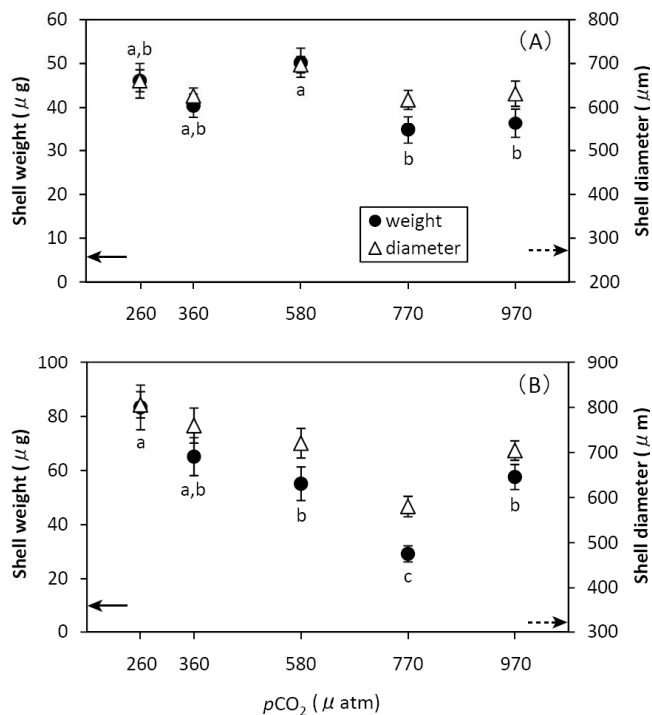 (A)
Shell weight (μg)
Shell diameter (μm)
60
50
40
30
20
10
0
800
700
600
500
400
300
200
a,b
a,b
a
b
b
weight
diameter
260 360 580 770 970
(B)
Shell weight (μg)
Shell diameter (μm)
100
80
60
40
20
0
900
800
700
600
500
400
300
a
a,b
b
c
b
260 360 580 770 970
pCO2 (μ atm)